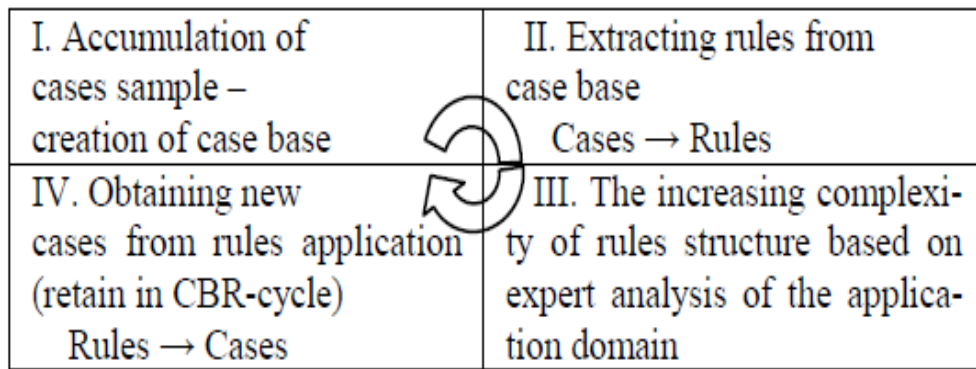 I. Accumulation of
cases sample –
creation of case base
II. Extracting rules from
case base
Cases → Rules
IV. Obtaining new
cases from rules application
(retain in CBR-cycle)
Rules → Cases
III. The increasing complexi-
ty of rules structure based on
expert analysis of the applica-
tion domain